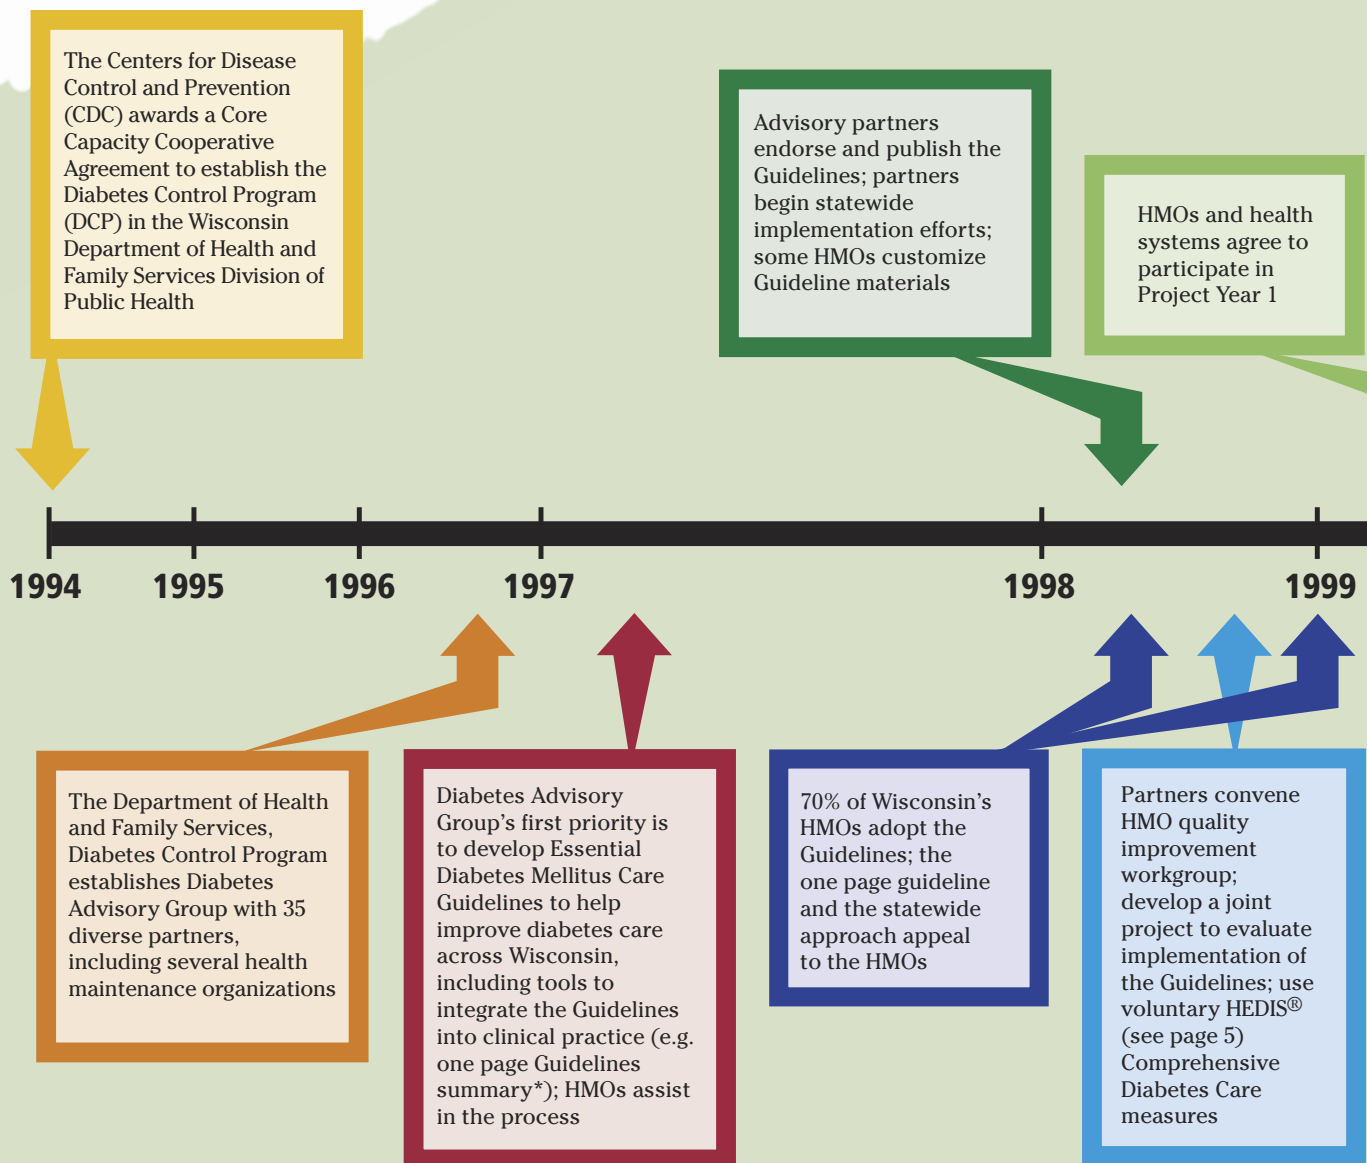 The Centers for Disease
Control and Prevention
(CDC) awards a Core
Capacity Cooperative
Agreement to establish the
Diabetes Control Program
(DCP) in the Wisconsin
Department of Health and
Family Services Division of
Public Health
Advisory partners
endorse and publish the
Guidelines; partners
begin statewide
implementation efforts;
some HMOs customize
Guideline materials
HMOs and health
systems agree to
participate in
Project Year 1
1994 1995 1996 1997 1998 1999
The Department of Health
and Family Services,
Diabetes Control Program
establishes Diabetes
Advisory Group with 35
diverse partners,
including several health
maintenance organizations
Diabetes Advisory
Group's first priority is
to develop Essential
Diabetes Mellitus Care
Guidelines to help
improve diabetes care
across Wisconsin,
including tools to
integrate the Guidelines
into clinical practice (e.g.
one page Guidelines
summary*); HMOs assist
in the process
70% of Wisconsin's
HMOs adopt the
Guidelines; the
one page guideline
and the statewide
approach appeal
to the HMOs
Partners convene
HMO quality
improvement
workgroup;
develop a joint
project to evaluate
implementation of
the Guidelines; use
voluntary HEDIS®
(see page 5)
Comprehensive
Diabetes Care
measures